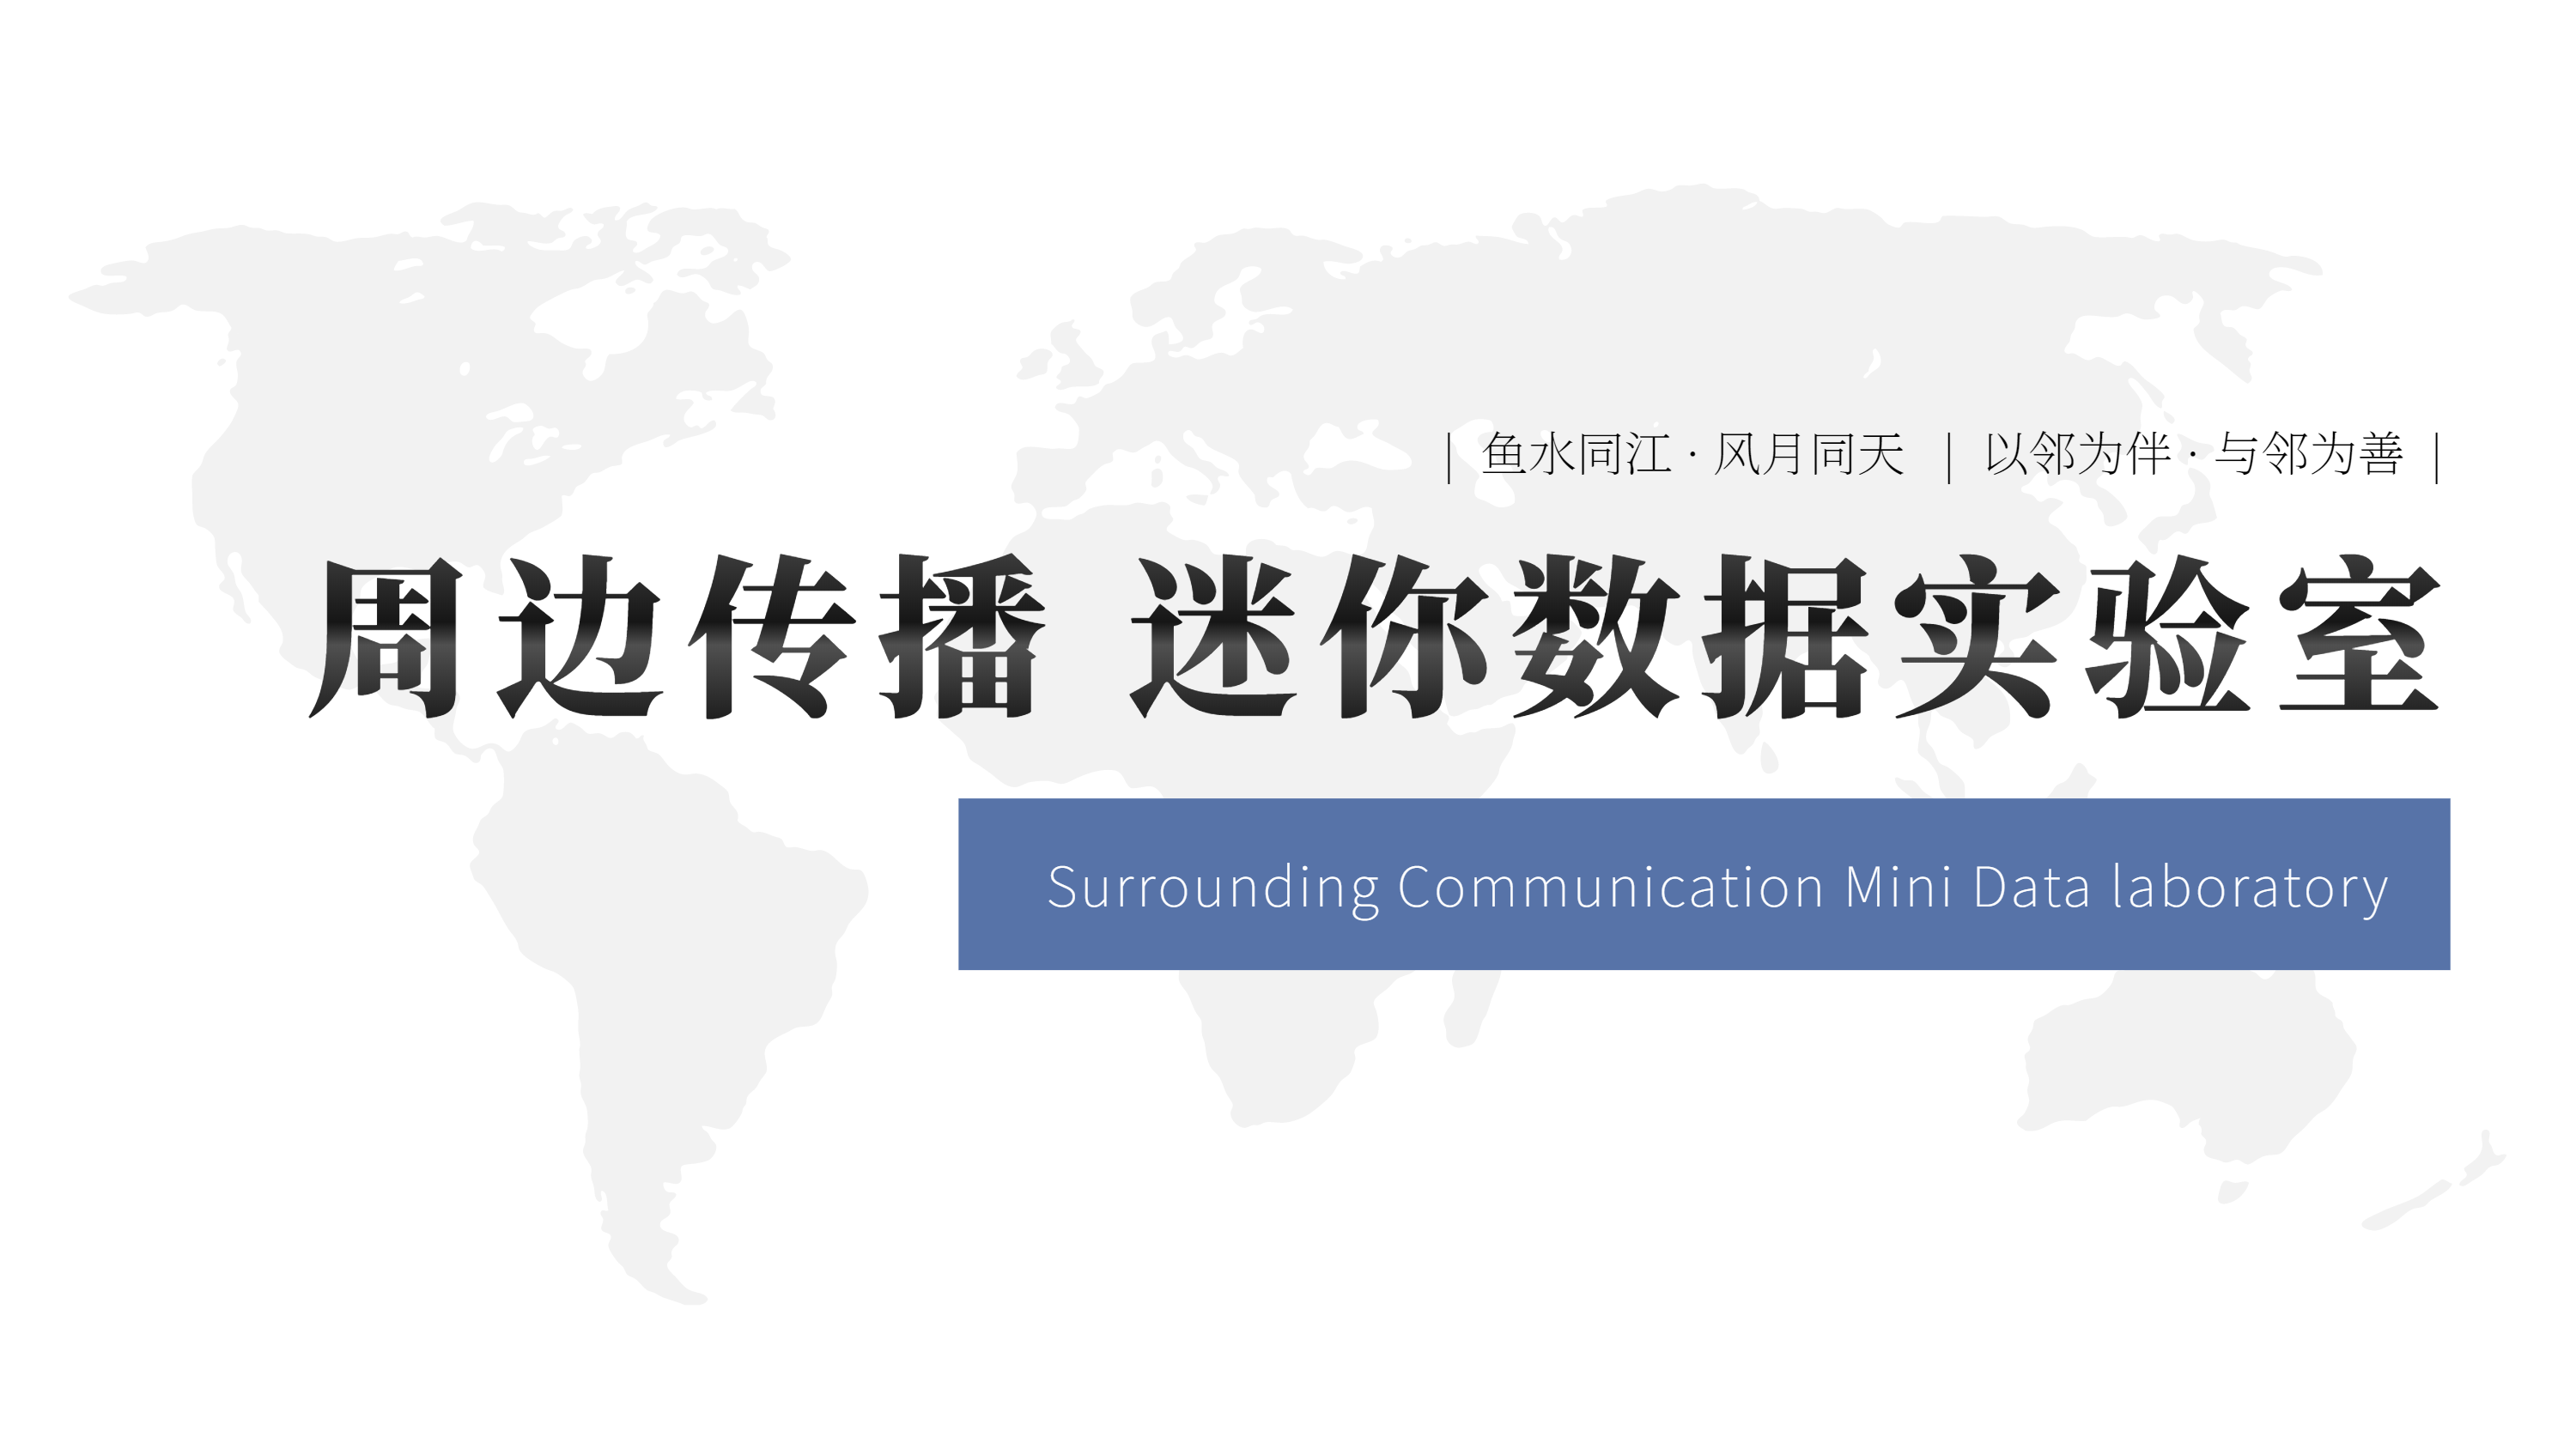 | 鱼水同江 · 风月同天 | 以邻为伴 · 与邻为善 |
周边传播 迷你数据实验室
Surrounding Communication Mini Data laboratory